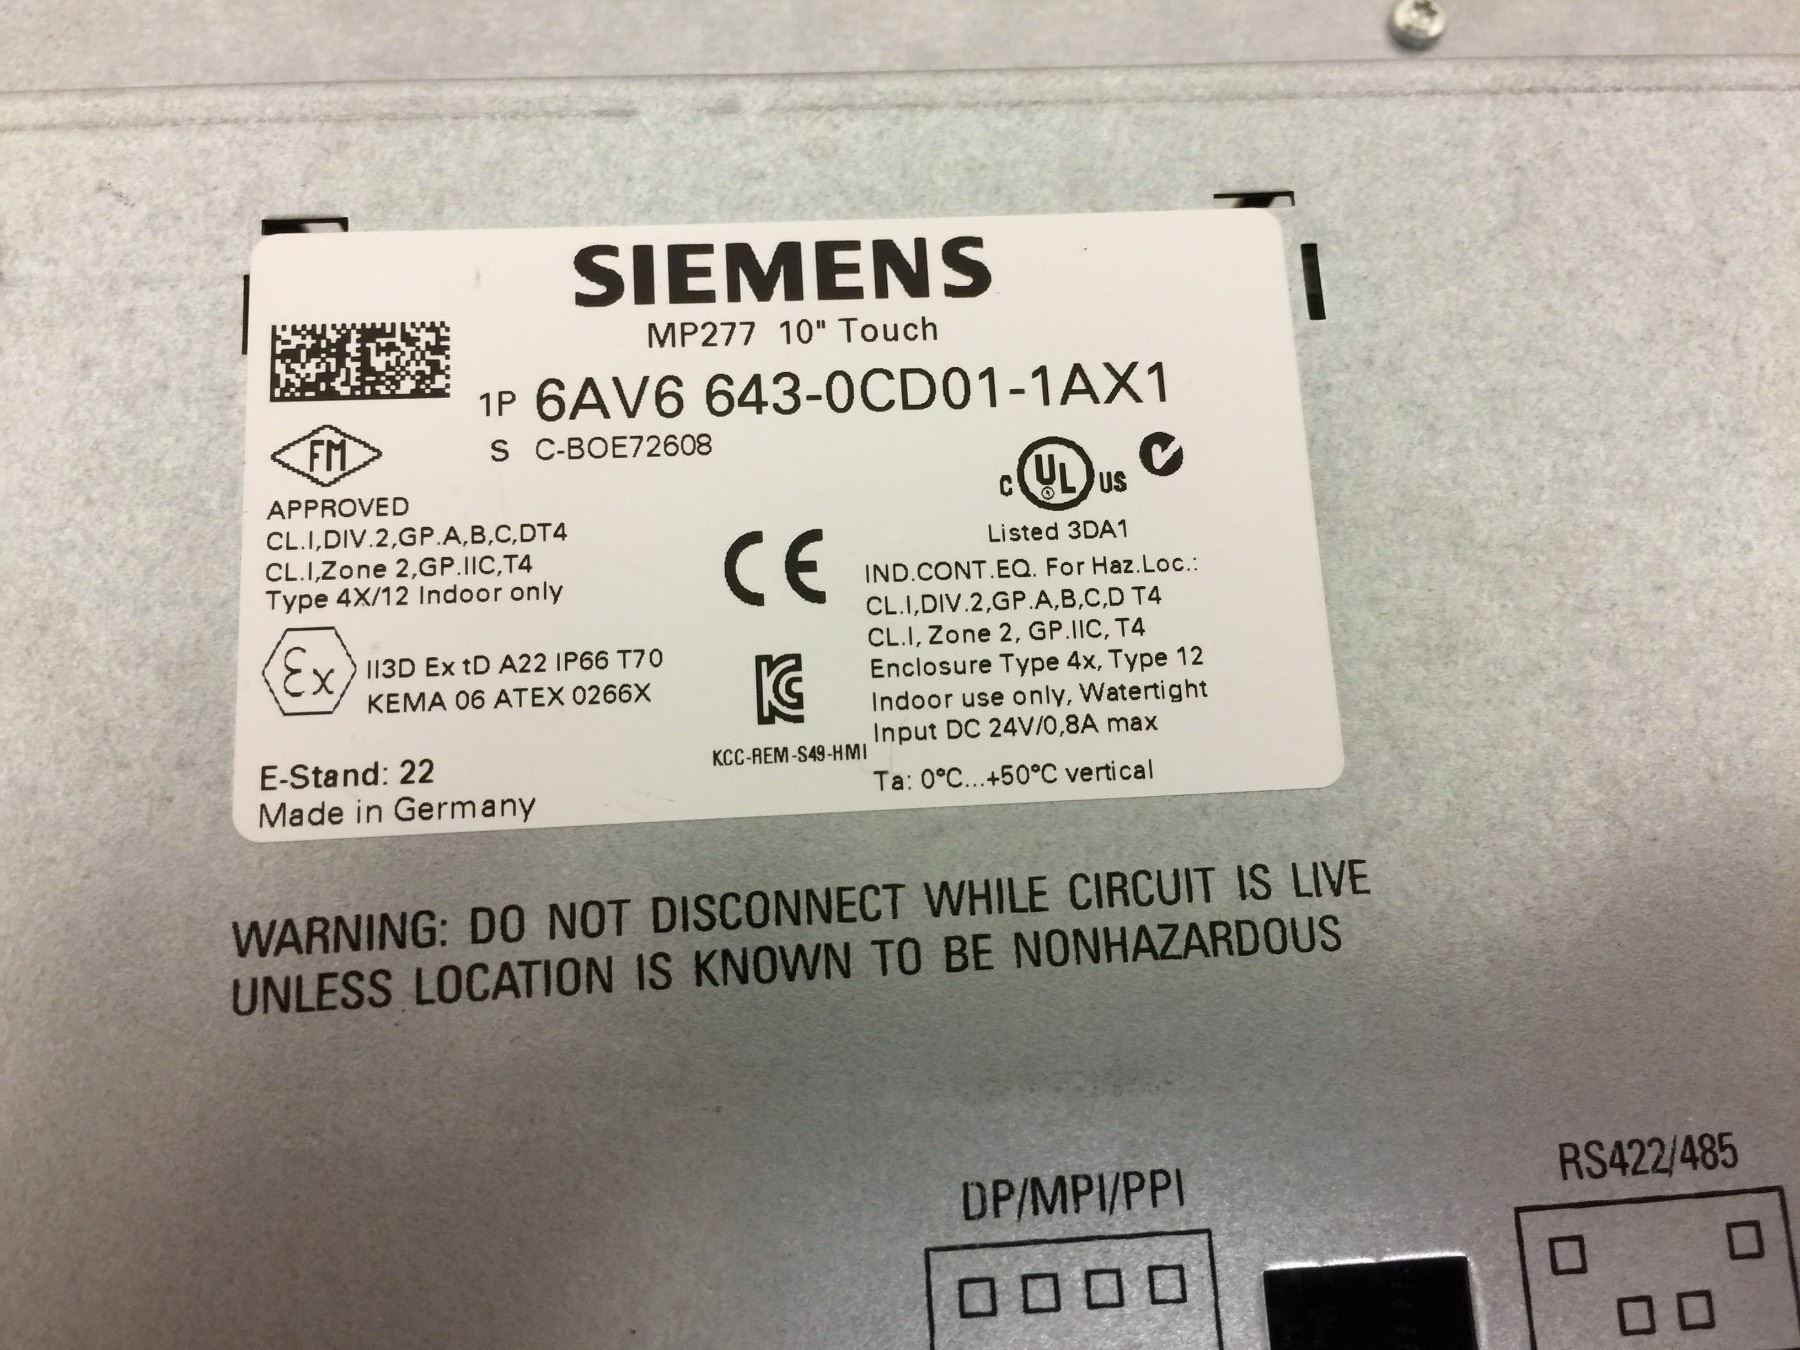 SIEMENS
MP277 10" Touch
1P 6AV6 643-0CD01-1AX1
S C-BOE72608
FM
APPROVED
CL.I,DIV.2,GP.A,B,C,DT4
CL.I,Zone 2,GP.IIC,T4
Type 4X/12 Indoor only
Ex II3D Ex tD A22 IP66 T70
KEMA 06 ATEX 0266X
E-Stand: 22
Made in Germany
CE
KC
KCC-REM-S49-HMI
C UL US
Listed 3DA1
IND.CONT.EQ. For Haz.Loc.:
CL.I,DIV.2,GP.A,B,C,D T4
CL.I, Zone 2, GP.IIC, T4
Enclosure Type 4x, Type 12
Indoor use only, Watertight
Input DC 24V/0,8A max
Ta: 0°C...+50°C vertical
WARNING: DO NOT DISCONNECT WHILE CIRCUIT IS LIVE
UNLESS LOCATION IS KNOWN TO BE NONHAZARDOUS
DP/MPI/PPI
RS422/485